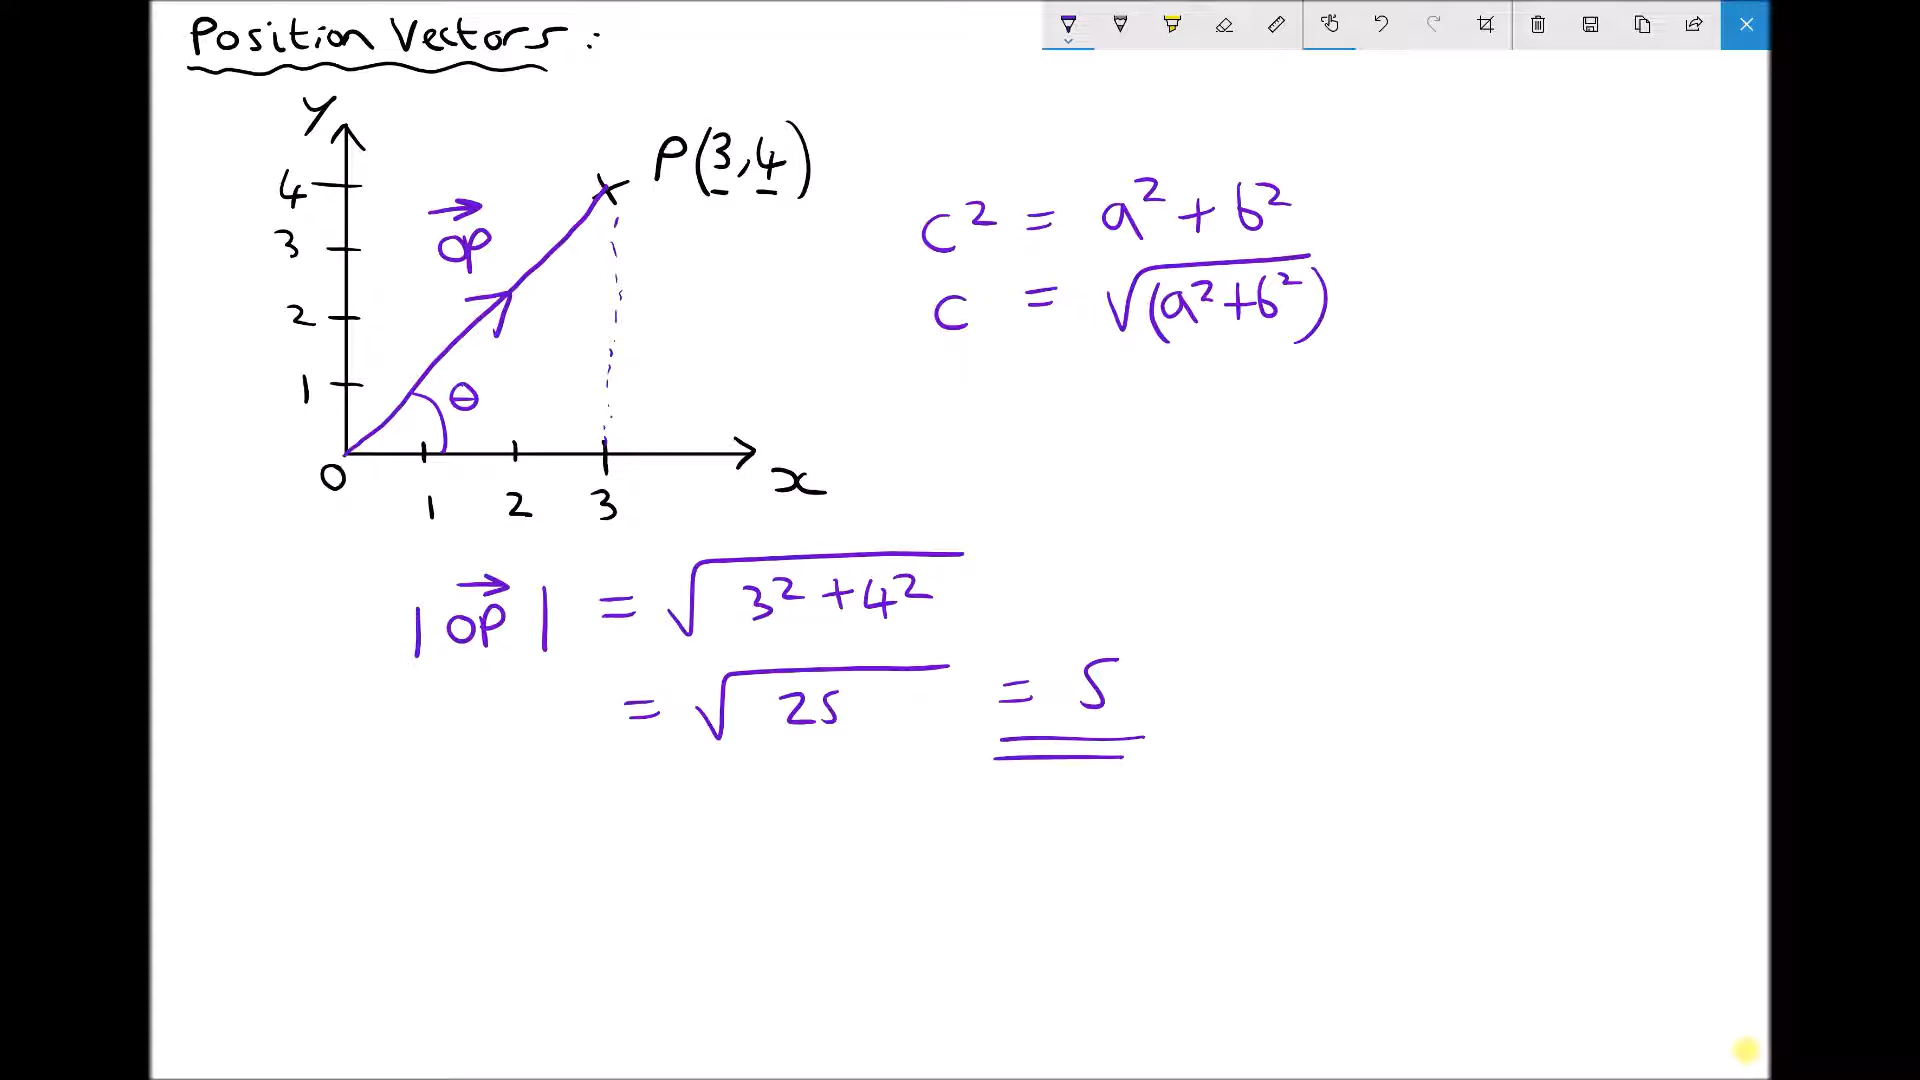 Position Vectors :
y
P(3,4)
4
3
2
1
→
OP
θ
O
1 2 3
x
c² = a² + b²
c = √(a²+b²)
|→OP| = √3²+4²
= √25 = 5